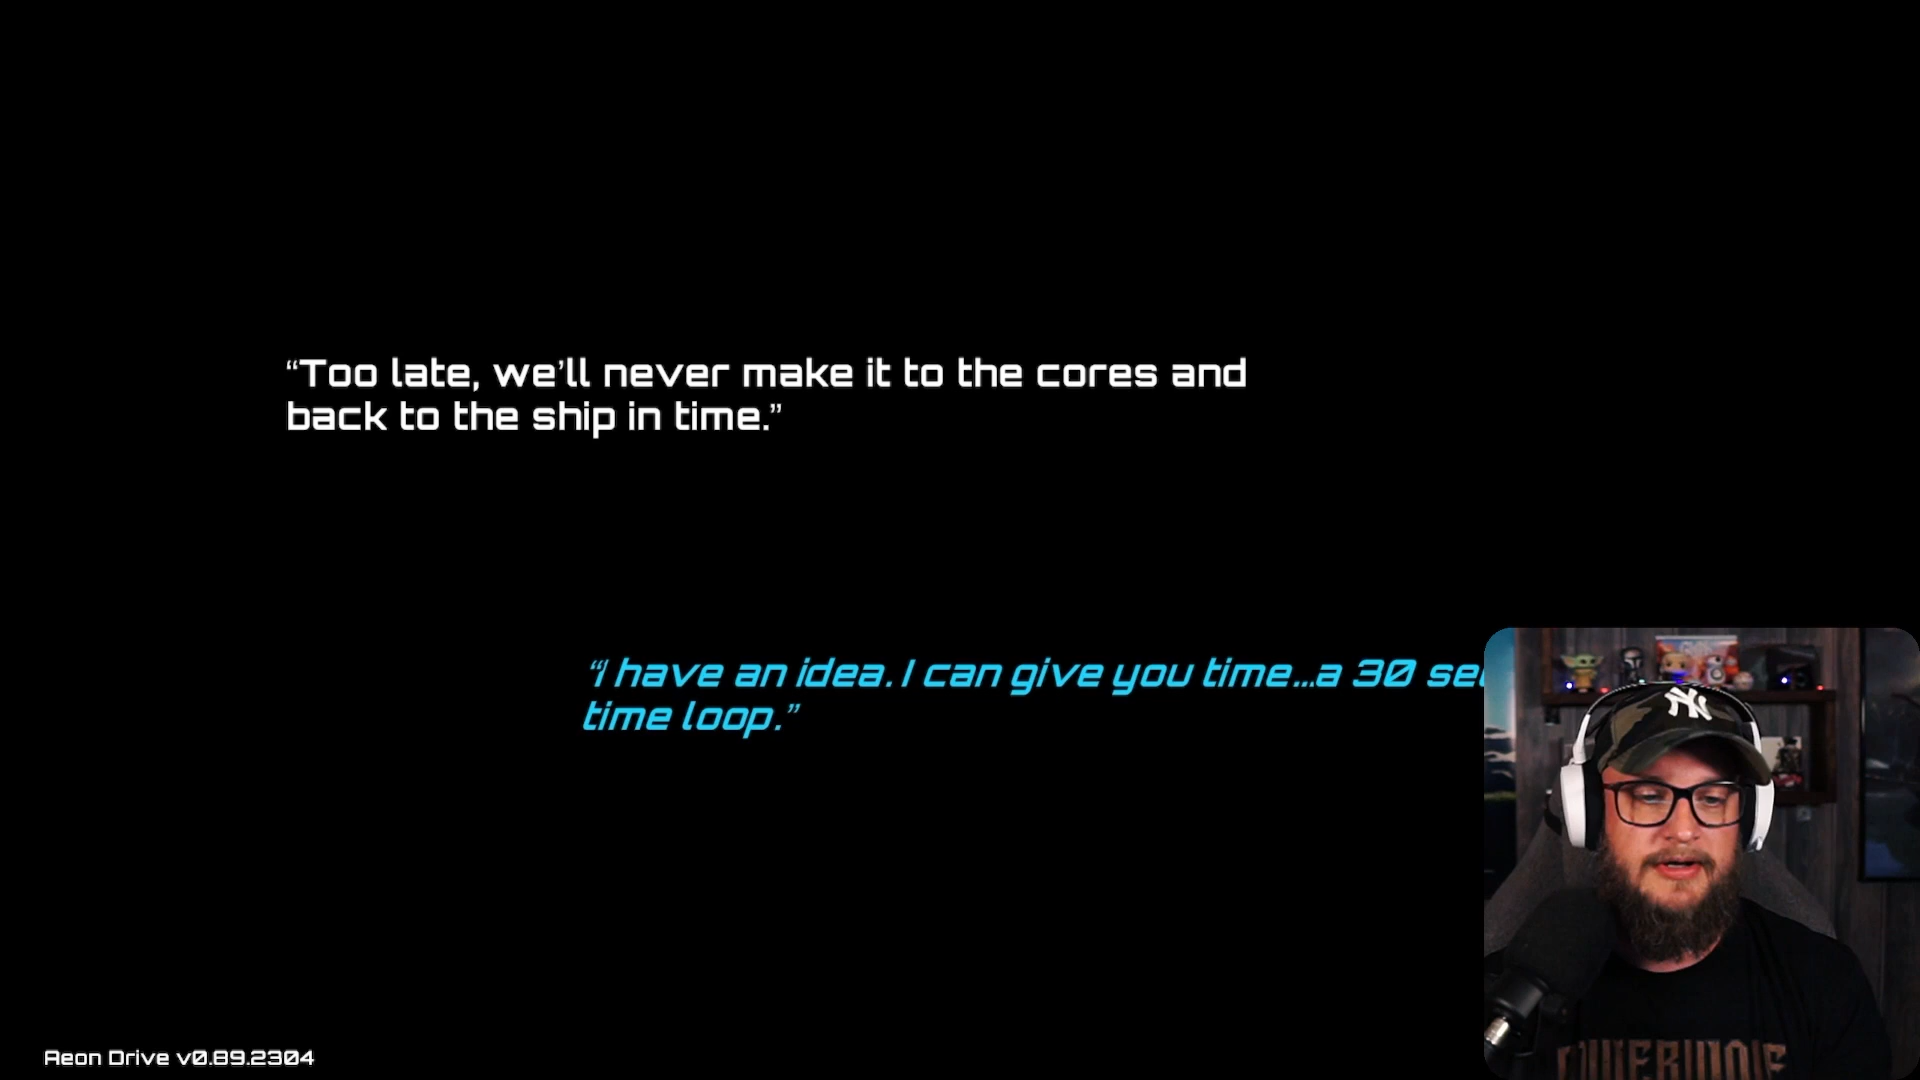 “Too late, we’ll never make it to the cores and
back to the ship in time.”
“I have an idea. I can give you time...a 30
time loop.”
NY
Aeon Drive v0.89.2304